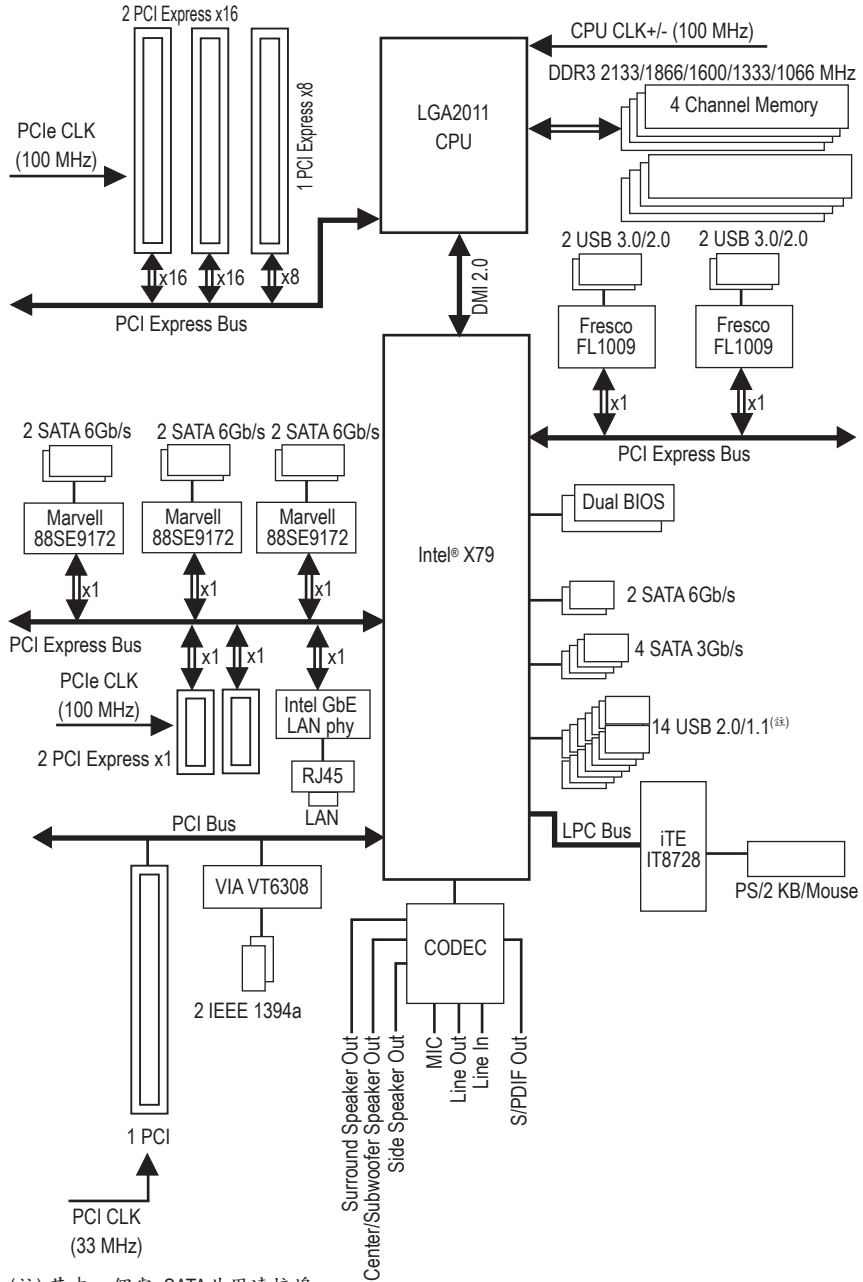 2 PCI Express x16
CPU CLK+/- (100 MHz)
DDR3 2133/1866/1600/1333/1066 MHz
1 PCI Express x8
LGA2011
CPU
4 Channel Memory
PCIe CLK
(100 MHz)
x16
x16
x8
PCI Express Bus
DMI 2.0
2 USB 3.0/2.0
2 USB 3.0/2.0
Fresco
FL1009
Fresco
FL1009
x1
x1
PCI Express Bus
2 SATA 6Gb/s
2 SATA 6Gb/s
2 SATA 6Gb/s
Marvell
88SE9172
Marvell
88SE9172
Marvell
88SE9172
x1
x1
x1
PCI Express Bus
Intel® X79
Dual BIOS
2 SATA 6Gb/s
4 SATA 3Gb/s
14 USB 2.0/1.1(註)
x1
x1
x1
PCIe CLK
(100 MHz)
2 PCI Express x1
Intel GbE
LAN phy
RJ45
LAN
PCI Bus
LPC Bus
iTE
IT8728
PS/2 KB/Mouse
VIA VT6308
2 IEEE 1394a
CODEC
Surround Speaker Out
Center/Subwoofer Speaker Out
Side Speaker Out
MIC
Line Out
Line In
S/PDIF Out
1 PCI
PCI CLK
(33 MHz)